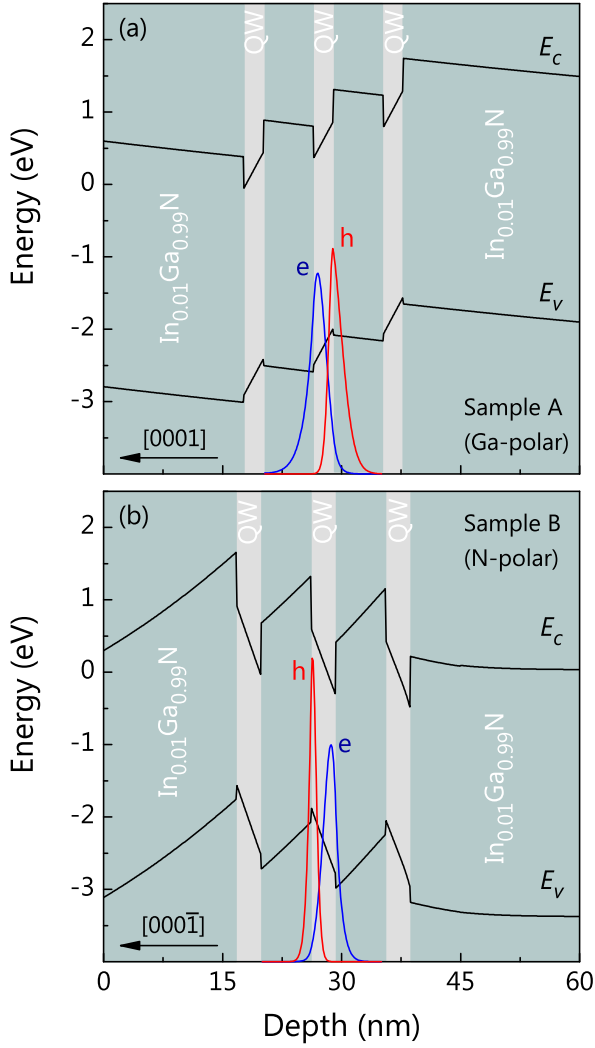 (a)
QW QW QW
E_c
In_0.01Ga_0.99N
In_0.01Ga_0.99N
e
h
E_v
Sample A
(Ga-polar)
[0001]
2
1
0
-1
-2
-3
Energy (eV)
(b)
QW QW QW
Sample B
(N-polar)
E_c
In_0.01Ga_0.99N
In_0.01Ga_0.99N
h
e
E_v
[0001̄]
2
1
0
-1
-2
-3
Energy (eV)
0 15 30 45 60
Depth (nm)